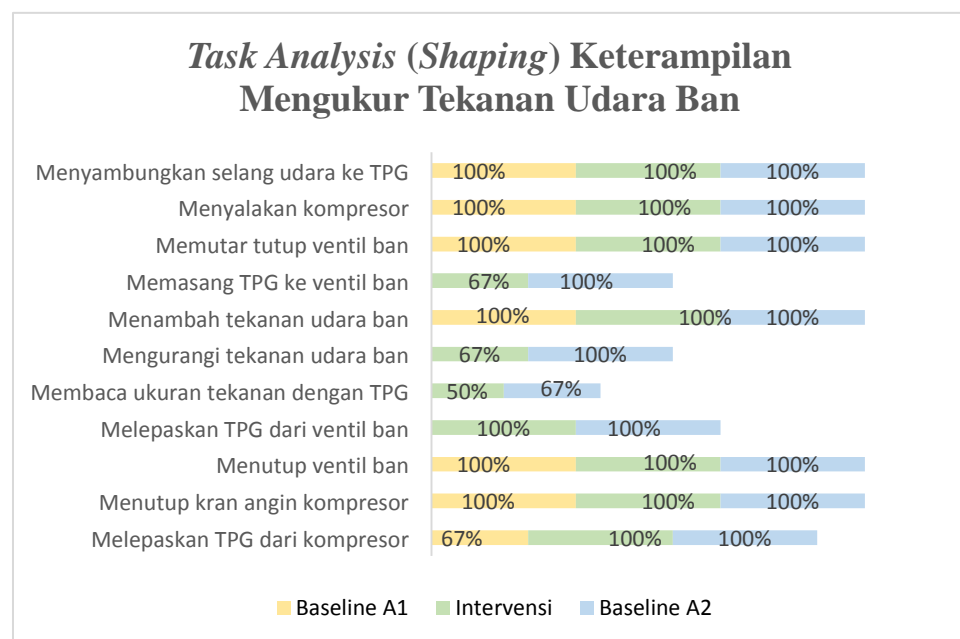 Task Analysis (Shaping) Keterampilan
Mengukur Tekanan Udara Ban
Menyambungkan selang udara ke TPG 100% 100% 100%
Menyalakan kompresor 100% 100% 100%
Memutar tutup ventil ban 100% 100% 100%
Memasang TPG ke ventil ban 67% 100%
Menambah tekanan udara ban 100% 100% 100%
Mengurangi tekanan udara ban 67% 100%
Membaca ukuran tekanan dengan TPG 50% 67%
Melepaskan TPG dari ventil ban 100% 100%
Menutup ventil ban 100% 100% 100%
Menutup kran angin kompresor 100% 100% 100%
Melepaskan TPG dari kompresor 67% 100% 100%
Baseline A1 Intervensi Baseline A2